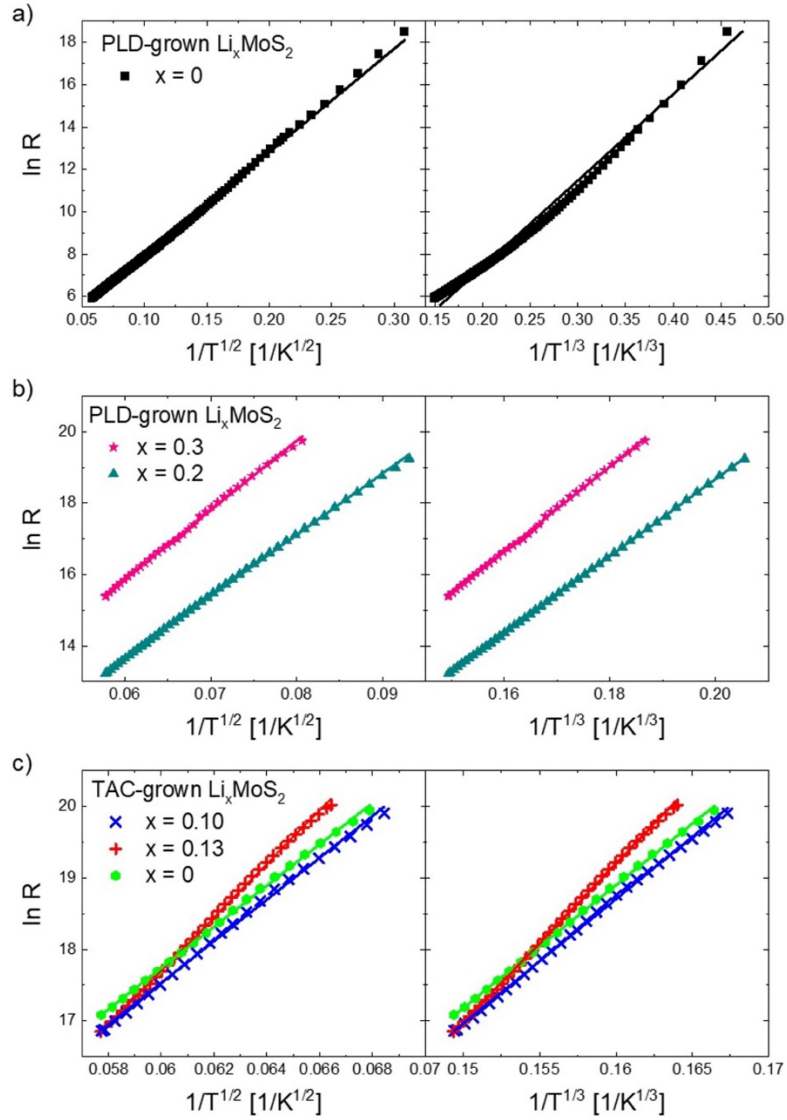 a)
PLD-grown LixMoS2
x = 0
ln R
18
16
14
12
10
8
6
0.05 0.10 0.15 0.20 0.25 0.30 0.15 0.20 0.25 0.30 0.35 0.40 0.45 0.50
1/T1/2 [1/K1/2] 1/T1/3 [1/K1/3]
b)
PLD-grown LixMoS2
x = 0.3
x = 0.2
ln R
20
18
16
14
0.06 0.07 0.08 0.09 0.16 0.18 0.20
1/T1/2 [1/K1/2] 1/T1/3 [1/K1/3]
c)
TAC-grown LixMoS2
x = 0.10
x = 0.13
x = 0
ln R
20
19
18
17
0.058 0.06 0.062 0.064 0.066 0.068 0.07 0.15 0.155 0.16 0.165 0.17
1/T1/2 [1/K1/2] 1/T1/3 [1/K1/3]